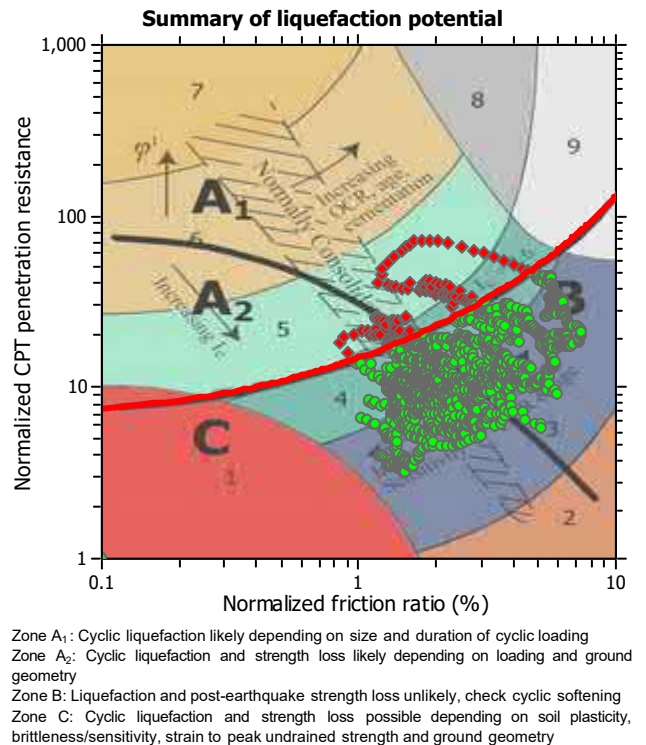 Summary of liquefaction potential
1,000
100
10
1
0.1
1
10
Normalized CPT penetration resistance
Normalized friction ratio (%)
7
8
9
φ'
A1
Increasing
OCR, age,
cementation
Normally Consolid
6
A2
Increasing Ic
5
B
4
C
1
3
2
Zone A₁: Cyclic liquefaction likely depending on size and duration of cyclic loading
Zone A₂: Cyclic liquefaction and strength loss likely depending on loading and ground
geometry
Zone B: Liquefaction and post-earthquake strength loss unlikely, check cyclic softening
Zone C: Cyclic liquefaction and strength loss possible depending on soil plasticity,
brittleness/sensitivity, strain to peak undrained strength and ground geometry